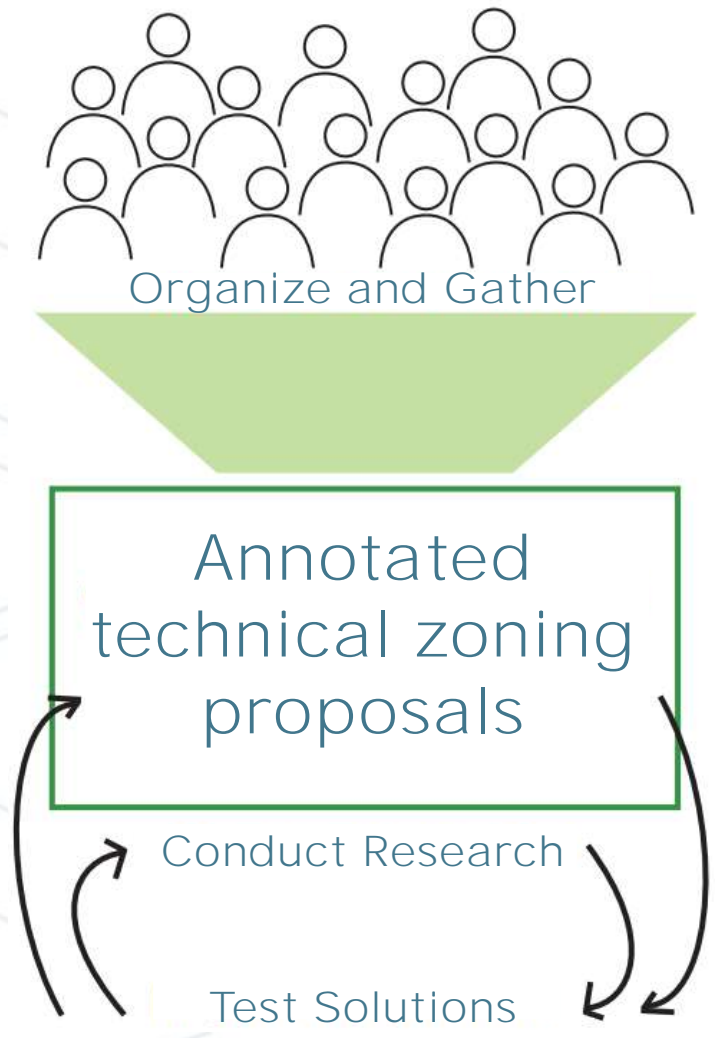 Organize and Gather
Annotated
technical zoning
proposals
Conduct Research
Test Solutions